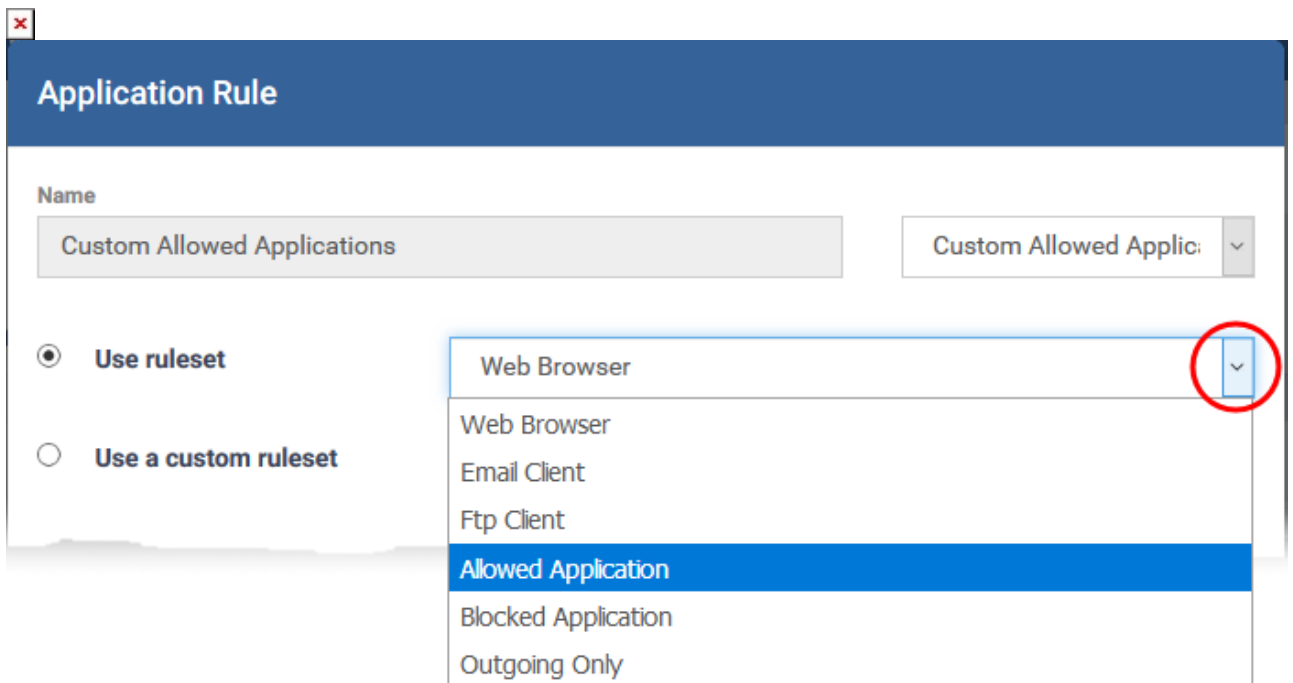 Application Rule
Name
Custom Allowed Applications
Custom Allowed Applic
Use ruleset
Web Browser
Web Browser
Use a custom ruleset
Email Client
Ftp Client
Allowed Application
Blocked Application
Outgoing Only